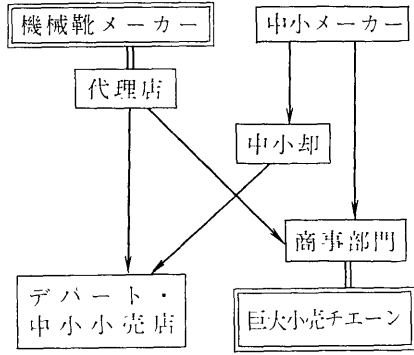 機械靴メーカー
中小メーカー
代理店
中小卸
商事部門
デパート・
中小小売店
巨大小売チエーン